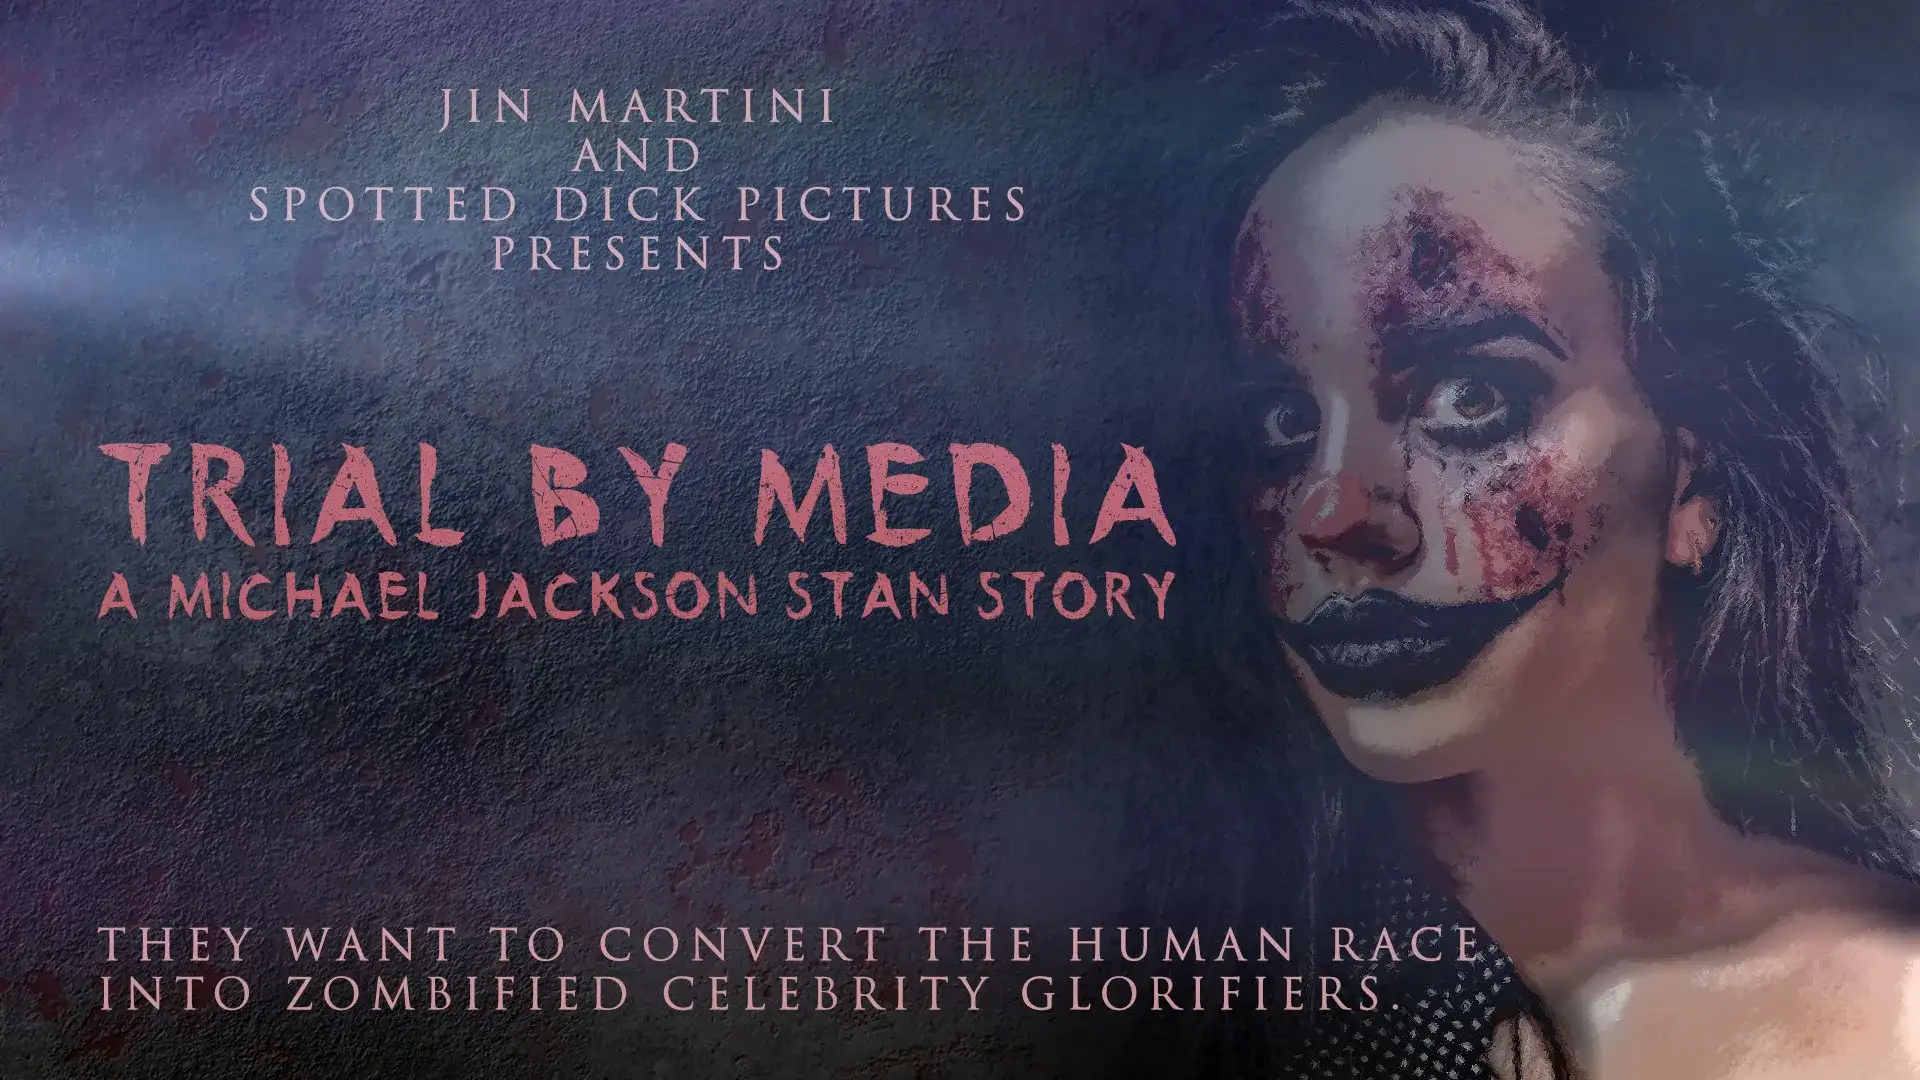 JIN MARTINI
AND
SPOTTED DICK PICTURES
PRESENTS
TRIAL BY MEDIA
A MICHAEL JACKSON STAN STORY
THEY WANT TO CONVERT THE HUMAN RACE
INTO ZOMBIFIED CELEBRITY GLORIFIERS.